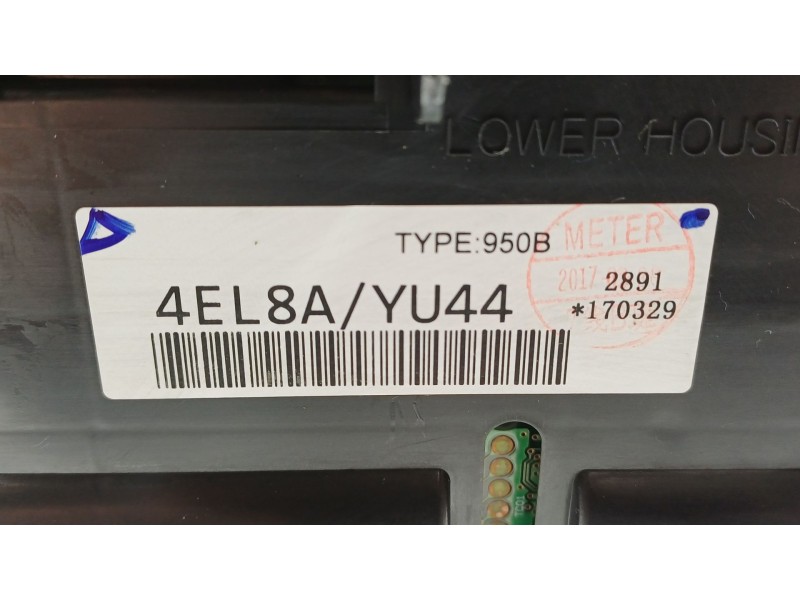 LOWER HOUSIN
TYPE:950B
METER
4EL8A/YU44
2017
2891
*170329